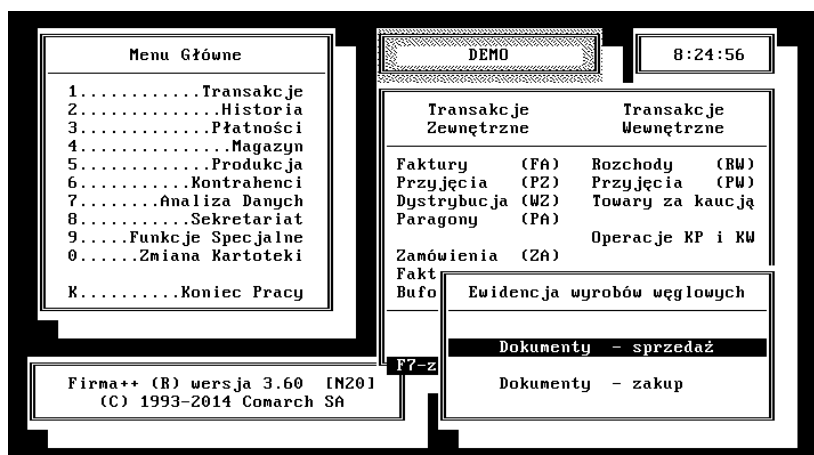 Menu Główne
1............Transakcje
2..............Historia
3.............Płatności
4...............Magazyn
5.............Produkcja
6...........Kontrahenci
7........Analiza Danych
8...........Sekretariat
9.....Funkcje Specjalne
0......Zmiana Kartoteki
K..........Koniec Pracy
DEMO
8:24:56
Transakcje Zewnętrzne
Transakcje Wewnętrzne
Faktury (FA)
Przyjęcia (PZ)
Dystrybucja (WZ)
Paragony (PA)
Zamówienia (ZA)
Fakt
Bufo
F7-z
Rozchody (RW)
Przyjęcia (PW)
Towary za kaucją
Operacje KP i KW
Ewidencja wyrobów węglowych
Dokumenty - sprzedaż
Dokumenty - zakup
Firma++ (R) wersja 3.60 [N20]
(C) 1993-2014 Comarch SA